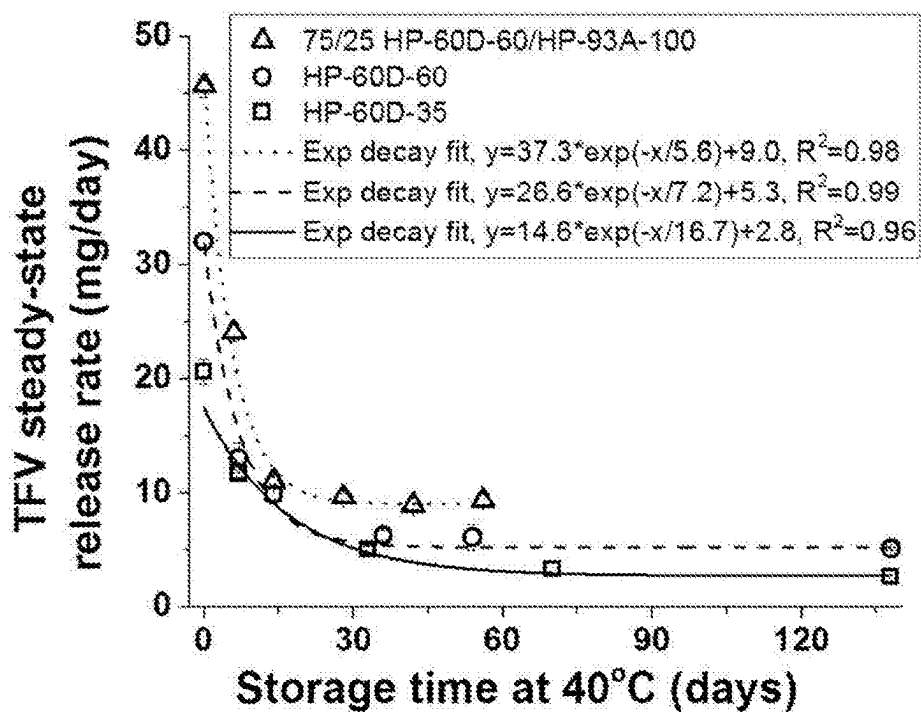 75/25 HP-60D-60/HP-93A-100
HP-60D-60
HP-60D-35
Exp decay fit, y=37.3*exp(-x/5.6)+9.0, R²=0.98
Exp decay fit, y=26.6*exp(-x/7.2)+5.3, R²=0.99
Exp decay fit, y=14.6*exp(-x/16.7)+2.8, R²=0.96
TFV steady-state
release rate (mg/day)
50
40
30
20
10
0
0 30 60 90 120
Storage time at 40°C (days)